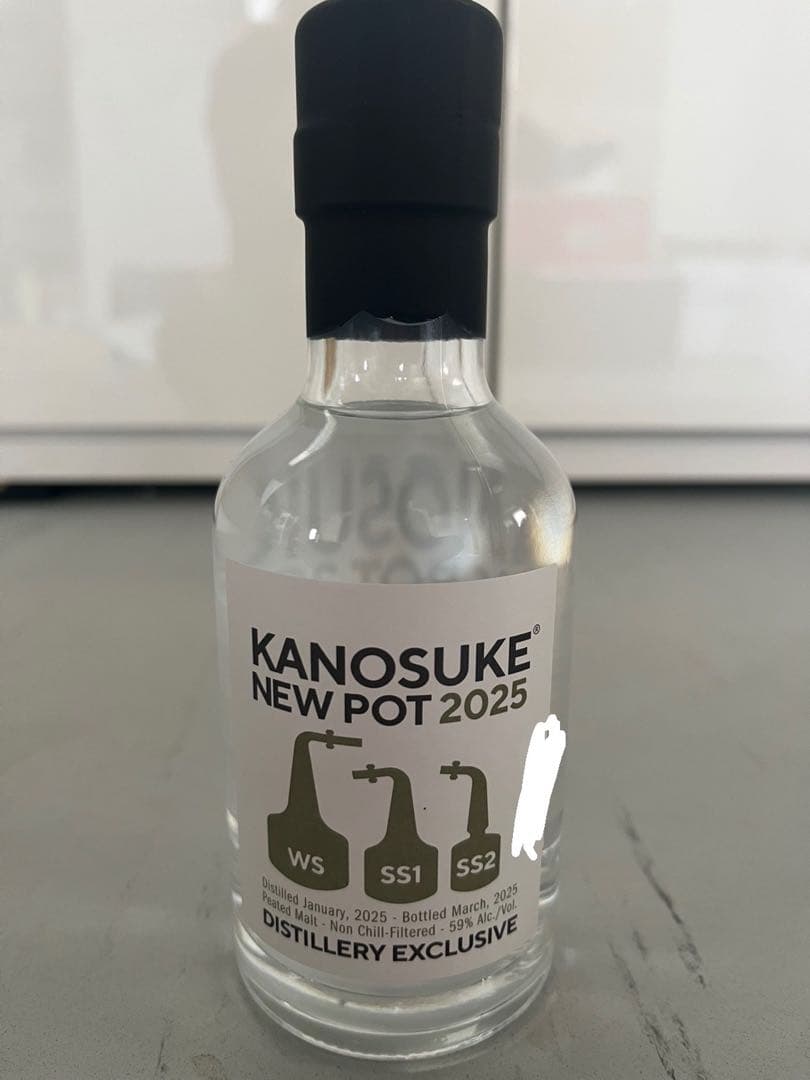 KANOSUKE®
NEW POT 2025
WS SS1 SS2
Distilled January, 2025 - Bottled March, 2025
Peated Malt - Non Chill-Filtered - 59% Alc./Vol.
DISTILLERY EXCLUSIVE